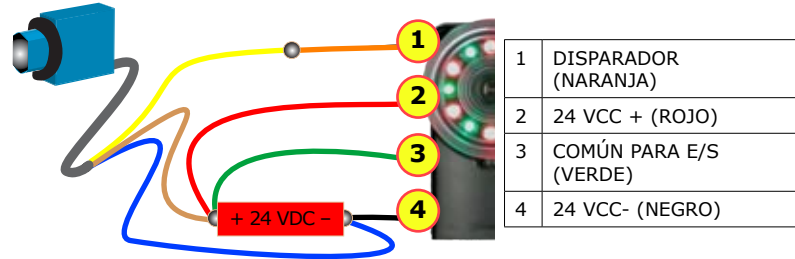 1
2
3
4
+ 24 VDC –
1 DISPARADOR
(NARANJA)
2 24 VCC + (ROJO)
3 COMÚN PARA E/S
(VERDE)
4 24 VCC- (NEGRO)